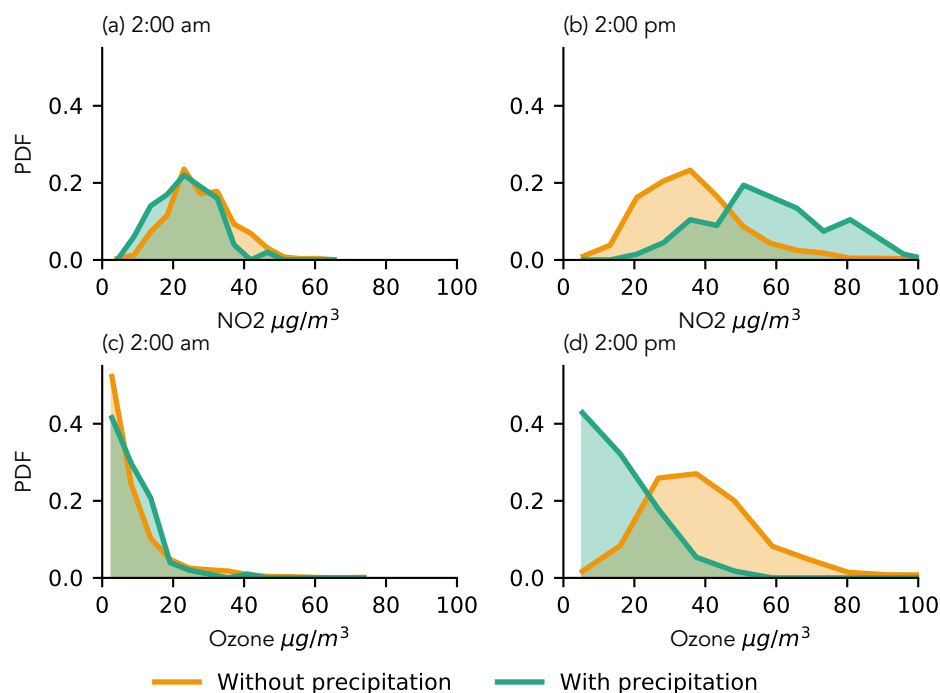 (a) 2:00 am
(b) 2:00 pm
PDF
0.4
0.2
0.0
0 20 40 60 80 100
NO2 μg/m³
0.4
0.2
0.0
0 20 40 60 80 100
NO2 μg/m³
(c) 2:00 am
(d) 2:00 pm
PDF
0.4
0.2
0.0
0 20 40 60 80 100
Ozone μg/m³
0.4
0.2
0.0
0 20 40 60 80 100
Ozone μg/m³
Without precipitation
With precipitation